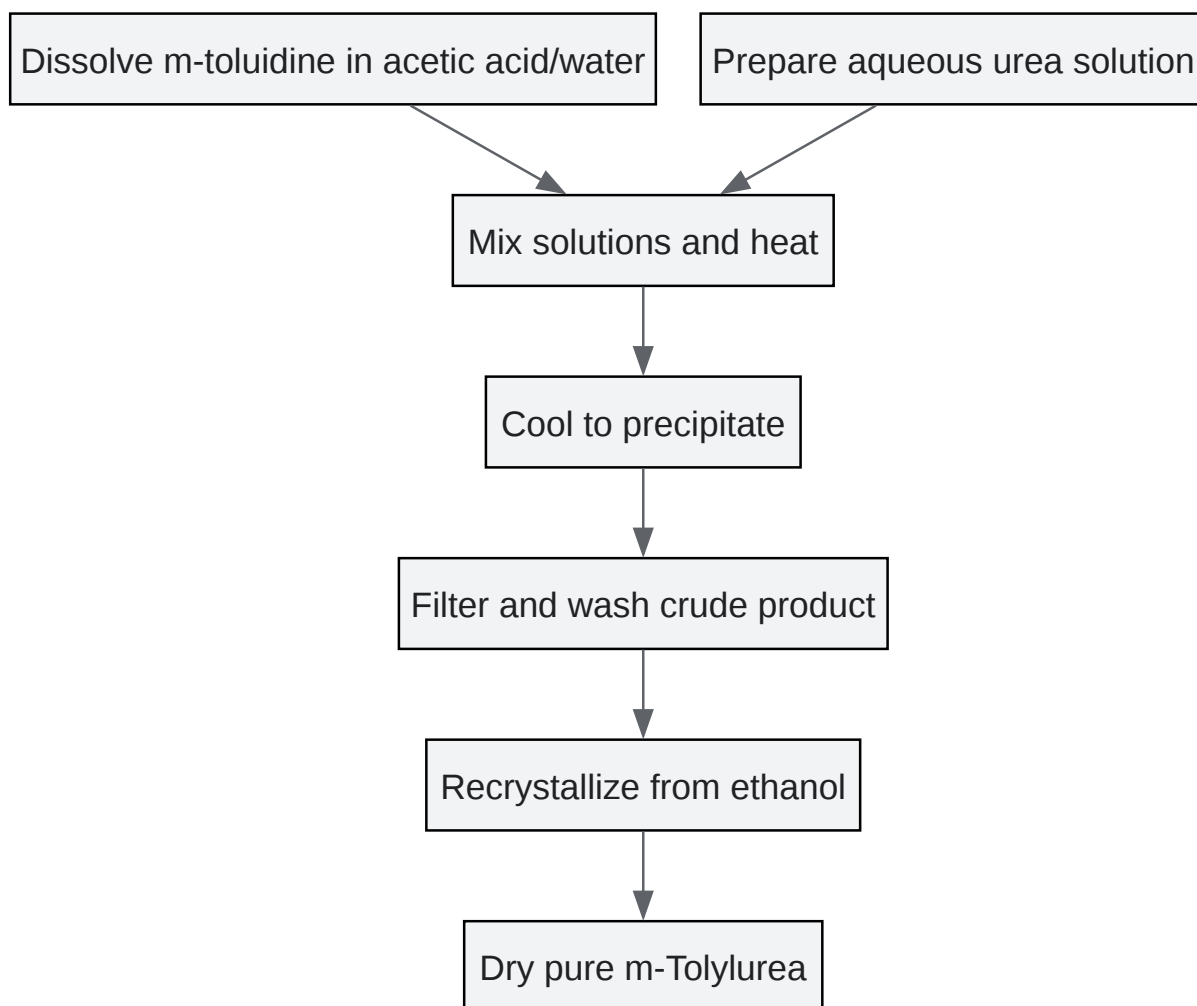 Dissolve m-toluidine in acetic acid/water
Prepare aqueous urea solution
Mix solutions and heat
Cool to precipitate
Filter and wash crude product
Recrystallize from ethanol
Dry pure m-Tolylurea